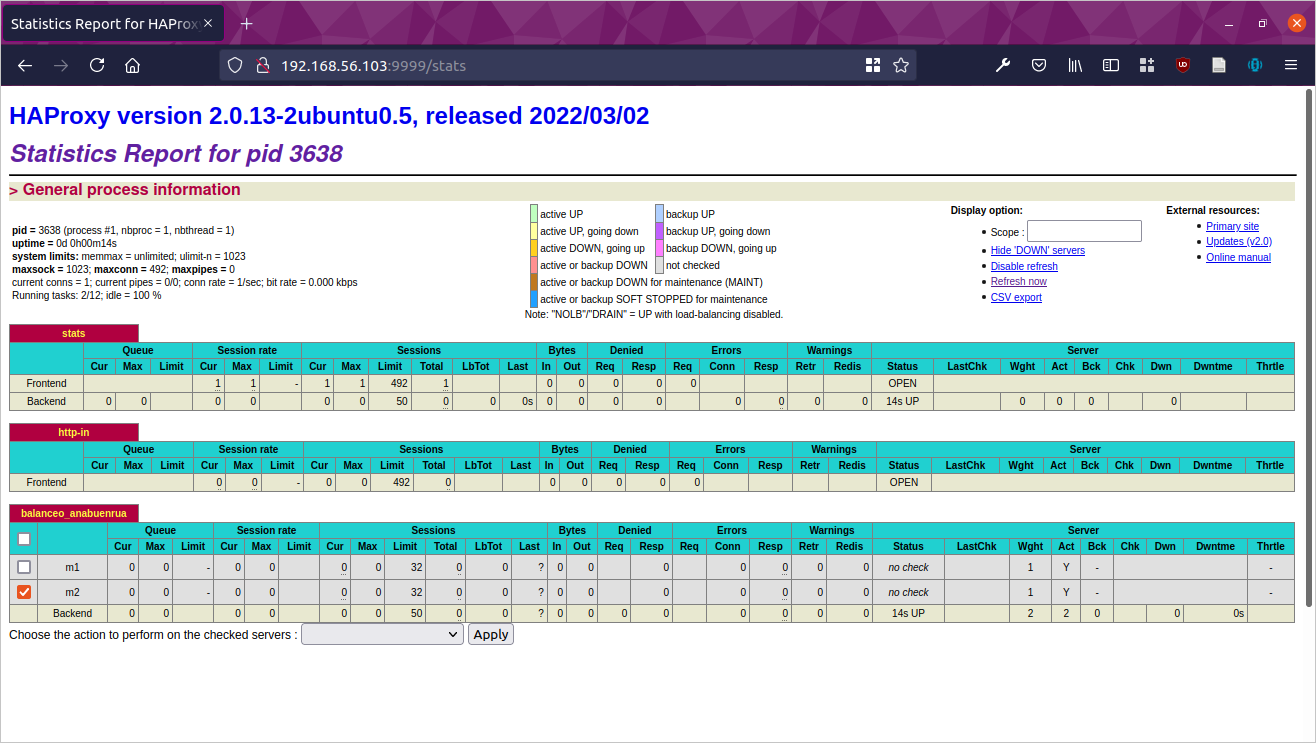 Statistics Report for HAProxy
192.168.56.103:9999/stats
HAProxy version 2.0.13-2ubuntu0.5, released 2022/03/02
Statistics Report for pid 3638
> General process information
pid = 3638 (process #1, nbproc = 1, nbthread = 1)
uptime = 0d 0h00m14s
system limits: memmax = unlimited; ulimit-n = 1023
maxsock = 1023; maxconn = 492; maxpipes = 0
current conns = 1; current pipes = 0/0; conn rate = 1/sec; bit rate = 0.000 kbps
Running tasks: 2/12; idle = 100 %
active UP backup UP
active UP, going down backup UP, going down
active DOWN, going up backup DOWN, going up
active or backup DOWN not checked
active or backup DOWN for maintenance (MAINT)
active or backup SOFT STOPPED for maintenance
Note: "NOLB"/"DRAIN" = UP with load-balancing disabled.
Display option:
Scope :
Hide 'DOWN' servers
Disable refresh
Refresh now
CSV export
External resources:
Primary site
Updates (v2.0)
Online manual
stats
Queue Session rate Sessions Bytes Denied Errors Warnings Server
Cur Max Limit Cur Max Limit Cur Max Limit Total LbTot Last In Out Req Resp Req Conn Resp Retr Redis Status LastChk Wght Act Bck Chk Dwn Dwntme Thrtle
Frontend 1 1 - 1 1 492 1 0 0 0 0 0 OPEN
Backend 0 0 0 0 0 0 50 0 0 0s 0 0 0 0 0 0 0 0 14s UP 0 0 0 0
http-in
Queue Session rate Sessions Bytes Denied Errors Warnings Server
Cur Max Limit Cur Max Limit Cur Max Limit Total LbTot Last In Out Req Resp Req Conn Resp Retr Redis Status LastChk Wght Act Bck Chk Dwn Dwntme Thrtle
Frontend 0 0 - 0 0 492 0 0 0 0 0 0 OPEN
balanceo_anabuenrua
Queue Session rate Sessions Bytes Denied Errors Warnings Server
Cur Max Limit Cur Max Limit Cur Max Limit Total LbTot Last In Out Req Resp Req Conn Resp Retr Redis Status LastChk Wght Act Bck Chk Dwn Dwntme Thrtle
m1 0 0 - 0 0 0 0 32 0 0 ? 0 0 0 0 0 0 0 no check 1 Y - -
m2 0 0 - 0 0 0 0 32 0 0 ? 0 0 0 0 0 0 0 no check 1 Y - -
Backend 0 0 0 0 0 0 50 0 0 ? 0 0 0 0 0 0 0 0 14s UP 2 2 0 0 0s
Choose the action to perform on the checked servers : Apply